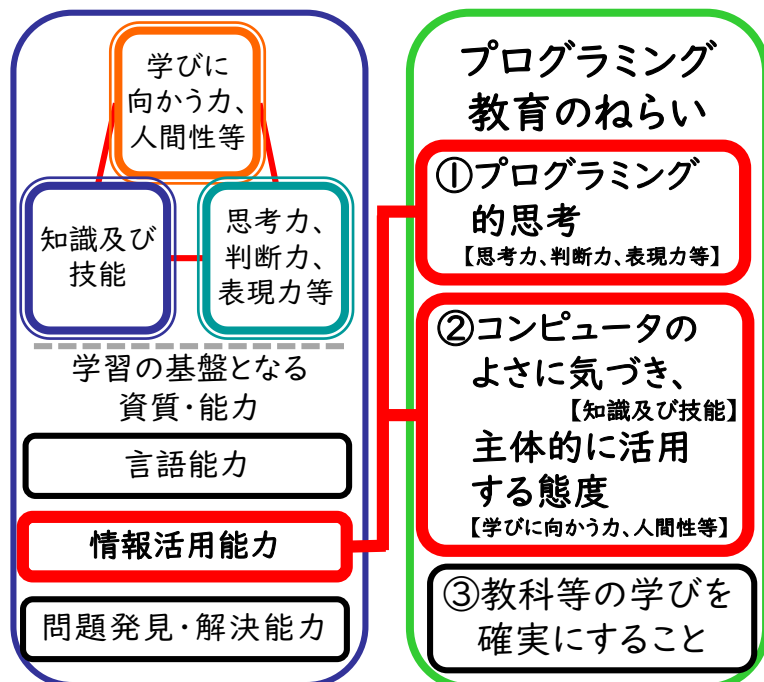 学びに
向かう力、
人間性等
知識及び
技能
思考力、
判断力、
表現力等
学習の基盤となる
資質・能力
言語能力
情報活用能力
問題発見・解決能力
プログラミング
教育のねらい
①プログラミング
的思考
【思考力、判断力、表現力等】
②コンピュータの
よさに気づき、
【知識及び技能】
主体的に活用
する態度
【学びに向かう力、人間性等】
③教科等の学びを
確実にすること